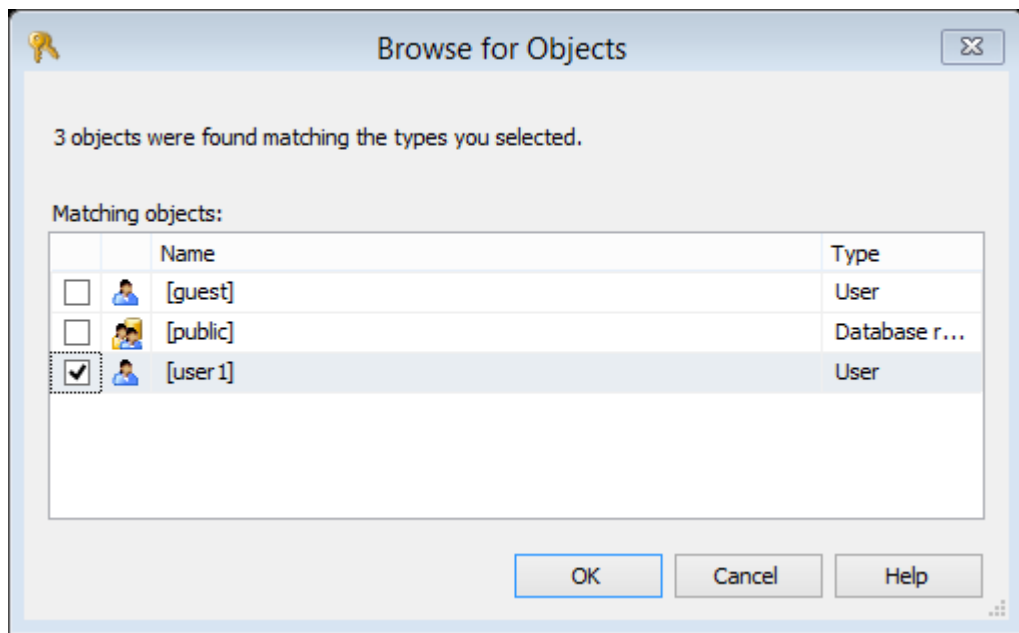 Browse for Objects
3 objects were found matching the types you selected.
Matching objects:
Name Type
[guest] User
[public] Database r...
[user1] User
OK Cancel Help